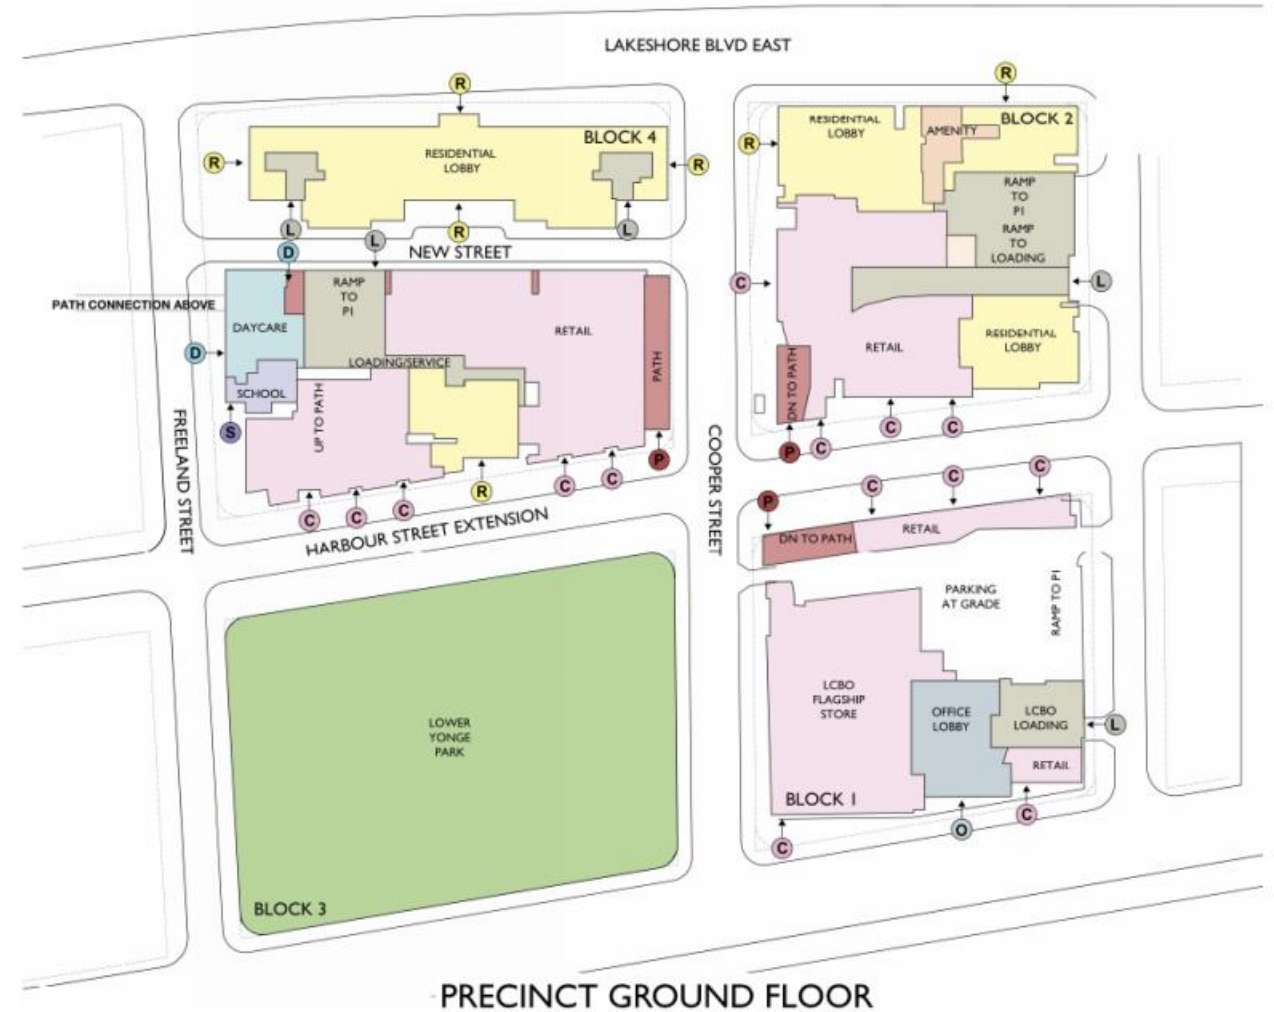 LAKESHORE BLVD EAST
R
BLOCK 4
RESIDENTIAL
LOBBY
R
R
L
L
R
L
D
NEW STREET
R
R
RESIDENTIAL
LOBBY
AMENITY
BLOCK 2
RAMP
TO
P1
RAMP
TO
LOADING
C
L
RETAIL
RESIDENTIAL
LOBBY
DN TO PATH
P
C
C
C
PATH CONNECTION ABOVE
DAYCARE
RAMP
TO
P1
RETAIL
D
LOADING/SERVICE
SCHOOL
UP TO PATH
PATH
S
C
C
C
R
C
C
P
FREELAND STREET
HARBOUR STREET EXTENSION
COOPER STREET
P
C
C
C
DN TO PATH
RETAIL
PARKING
AT GRADE
RAMP TO P1
LCBO
FLAGSHIP
STORE
OFFICE
LOBBY
LCBO
LOADING
L
RETAIL
BLOCK 1
C
O
C
LOWER
YONGE
PARK
BLOCK 3
PRECINCT GROUND FLOOR